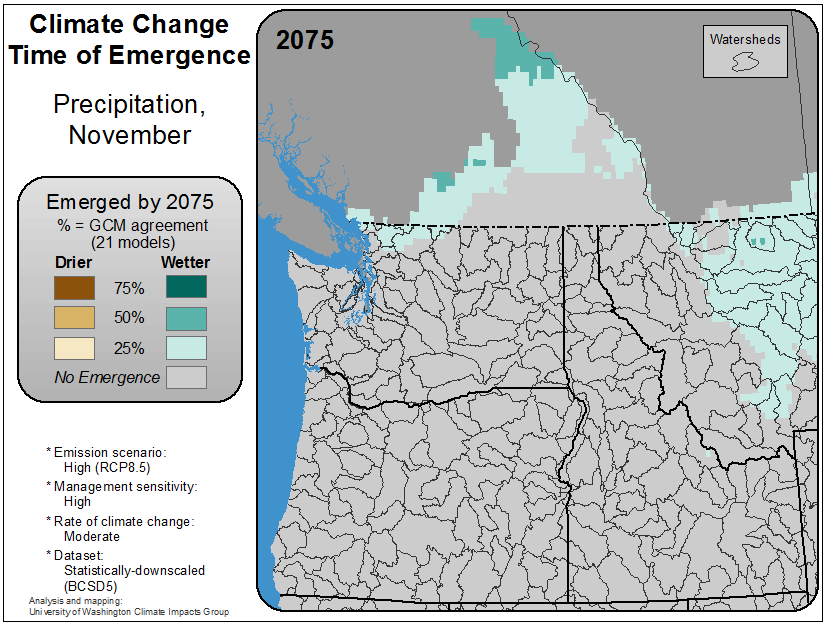 Climate Change
Time of Emergence
Precipitation,
November
Emerged by 2075
% = GCM agreement
(21 models)
Drier Wetter
75%
50%
25%
No Emergence
* Emission scenario:
High (RCP8.5)
* Management sensitivity:
High
* Rate of climate change:
Moderate
* Dataset:
Statistically-downscaled
(BCSD5)
Analysis and mapping:
University of Washington Climate Impacts Group
2075
Watersheds